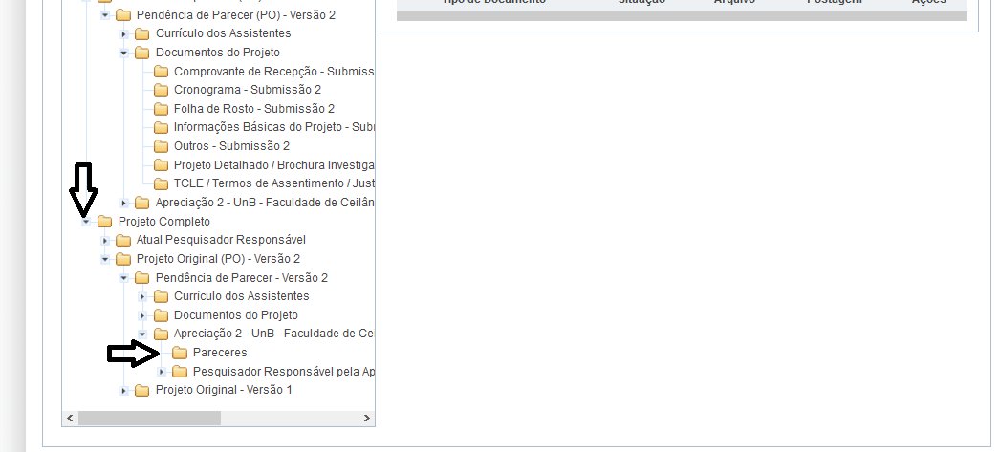 Tipo de Documento Situação Arquivo Postagem Ações
Pendência de Parecer (PO) - Versão 2
Currículo dos Assistentes
Documentos do Projeto
Comprovante de Recepção - Submiss
Cronograma - Submissão 2
Folha de Rosto - Submissão 2
Informações Básicas do Projeto - Sub
Outros - Submissão 2
Projeto Detalhado / Brochura Investiga
TCLE / Termos de Assentimento / Just
Apreciação 2 - UnB - Faculdade de Ceilân
Projeto Completo
Atual Pesquisador Responsável
Projeto Original (PO) - Versão 2
Pendência de Parecer - Versão 2
Currículo dos Assistentes
Documentos do Projeto
Apreciação 2 - UnB - Faculdade de Cei
Pareceres
Pesquisador Responsável pela Ap
Projeto Original - Versão 1